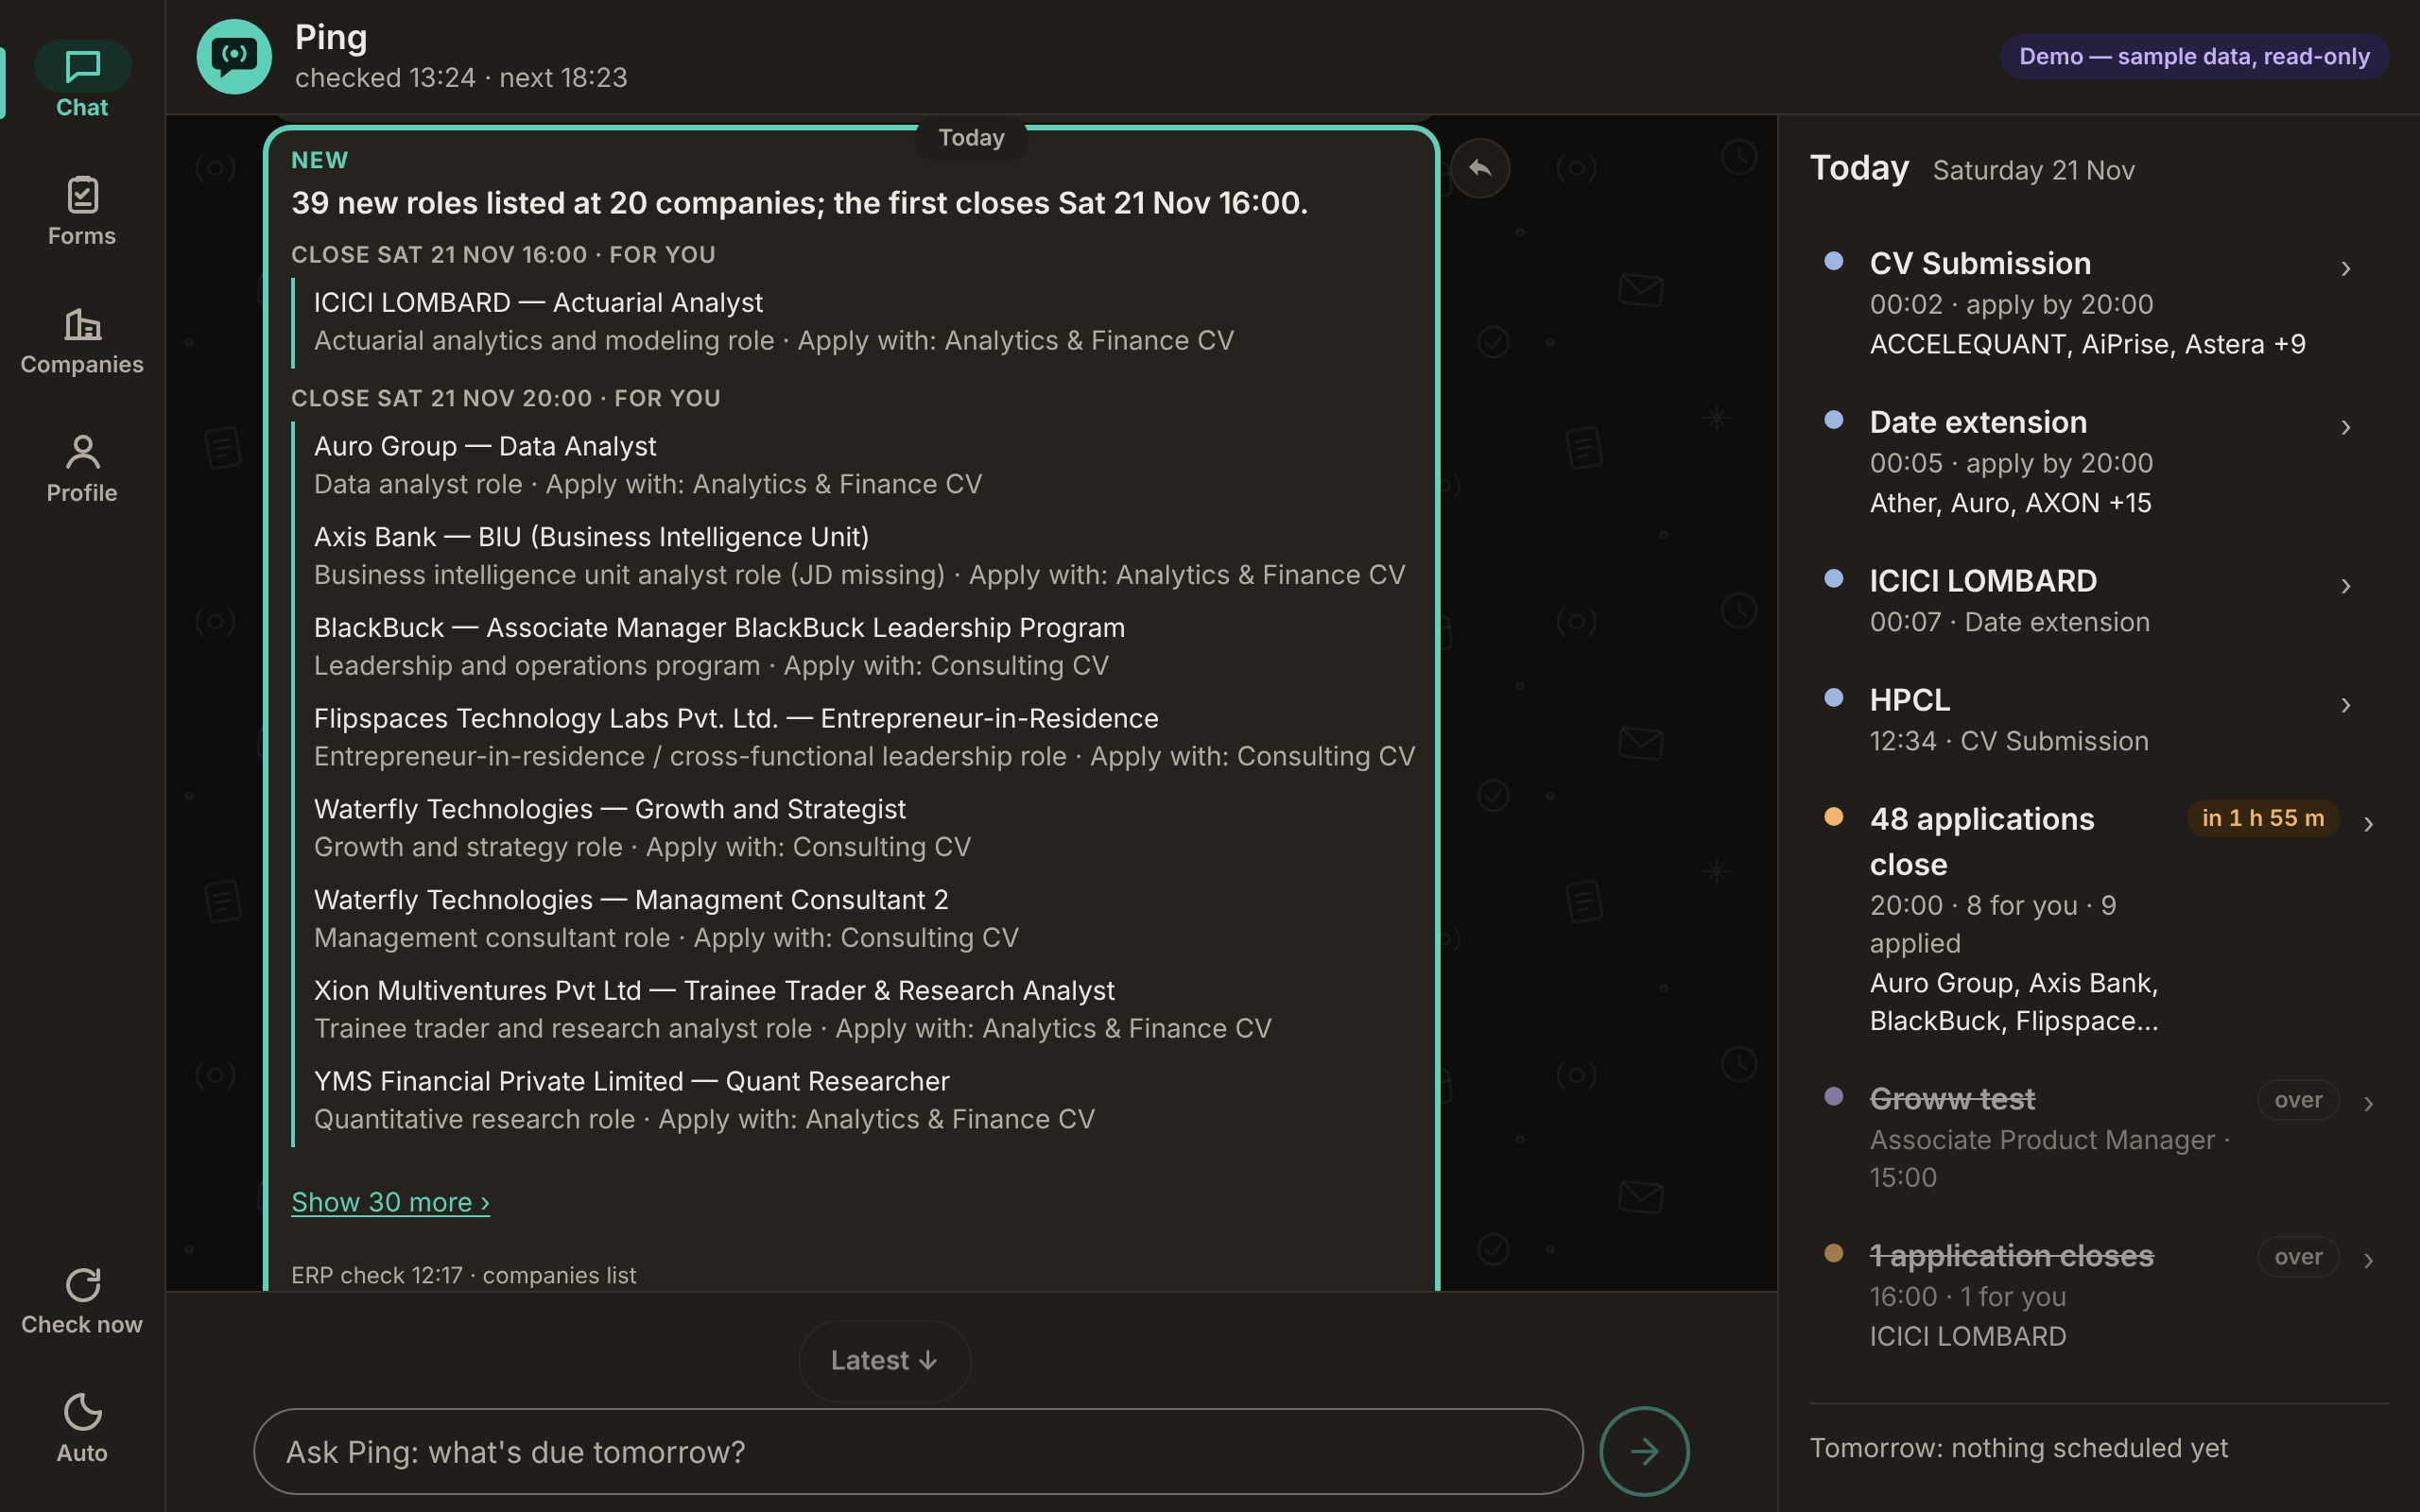 Chat
Forms
Companies
Profile
Check now
Auto
Ping
checked 13:24 · next 18:23
Demo — sample data, read-only
Today
NEW
39 new roles listed at 20 companies; the first closes Sat 21 Nov 16:00.
CLOSE SAT 21 NOV 16:00 · FOR YOU
ICICI LOMBARD — Actuarial Analyst
Actuarial analytics and modeling role · Apply with: Analytics & Finance CV
CLOSE SAT 21 NOV 20:00 · FOR YOU
Auro Group — Data Analyst
Data analyst role · Apply with: Analytics & Finance CV
Axis Bank — BIU (Business Intelligence Unit)
Business intelligence unit analyst role (JD missing) · Apply with: Analytics & Finance CV
BlackBuck — Associate Manager BlackBuck Leadership Program
Leadership and operations program · Apply with: Consulting CV
Flipspaces Technology Labs Pvt. Ltd. — Entrepreneur-in-Residence
Entrepreneur-in-residence / cross-functional leadership role · Apply with: Consulting CV
Waterfly Technologies — Growth and Strategist
Growth and strategy role · Apply with: Consulting CV
Waterfly Technologies — Managment Consultant 2
Management consultant role · Apply with: Consulting CV
Xion Multiventures Pvt Ltd — Trainee Trader & Research Analyst
Trainee trader and research analyst role · Apply with: Analytics & Finance CV
YMS Financial Private Limited — Quant Researcher
Quantitative research role · Apply with: Analytics & Finance CV
Show 30 more ›
ERP check 12:17 · companies list
Latest ↓
Ask Ping: what's due tomorrow?
Today Saturday 21 Nov
CV Submission
00:02 · apply by 20:00
ACCELEQUANT, AiPrise, Astera +9
Date extension
00:05 · apply by 20:00
Ather, Auro, AXON +15
ICICI LOMBARD
00:07 · Date extension
HPCL
12:34 · CV Submission
48 applications close
in 1 h 55 m
20:00 · 8 for you · 9 applied
Auro Group, Axis Bank,
BlackBuck, Flipspace...
Groww test
over
Associate Product Manager ·
15:00
1 application closes
over
16:00 · 1 for you
ICICI LOMBARD
Tomorrow: nothing scheduled yet